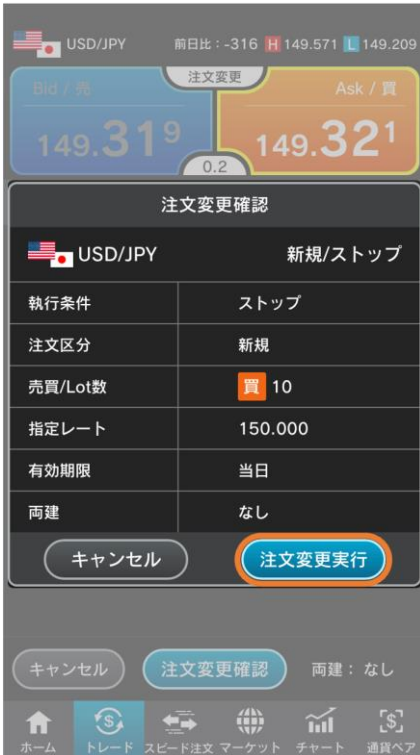 USD/JPY 前日比：-316 H 149.571 L 149.209
注文変更
Bid / 売 Ask / 買
149.319 149.321
0.2
注文変更確認
USD/JPY 新規/ストップ
執行条件 ストップ
注文区分 新規
売買/Lot数 買 10
指定レート 150.000
有効期限 当日
両建 なし
キャンセル 注文変更実行
キャンセル 注文変更確認 両建： なし
ホーム トレード スピード注文 マーケット チャート 通貨ペア